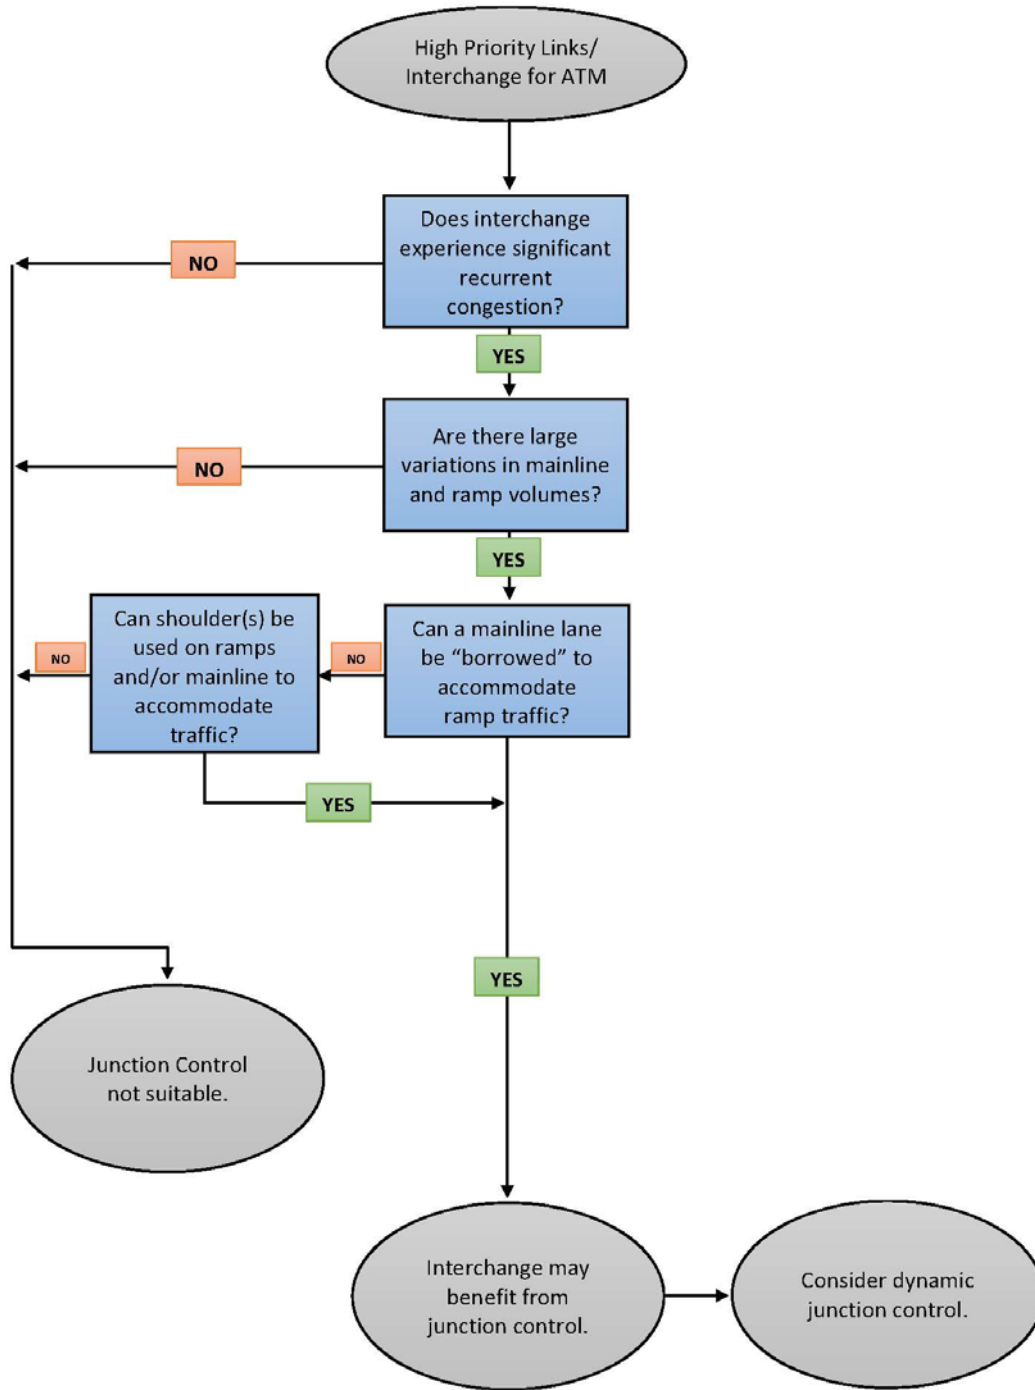 High Priority Links/
Interchange for ATM
Does interchange
experience significant
recurrent
congestion?
NO
YES
Are there large
variations in mainline
and ramp volumes?
NO
YES
Can a mainline lane
be “borrowed” to
accommodate
ramp traffic?
NO
Can shoulder(s) be
used on ramps
and/or mainline to
accommodate
traffic?
NO
YES
YES
Junction Control
not suitable.
Interchange may
benefit from
junction control.
Consider dynamic
junction control.